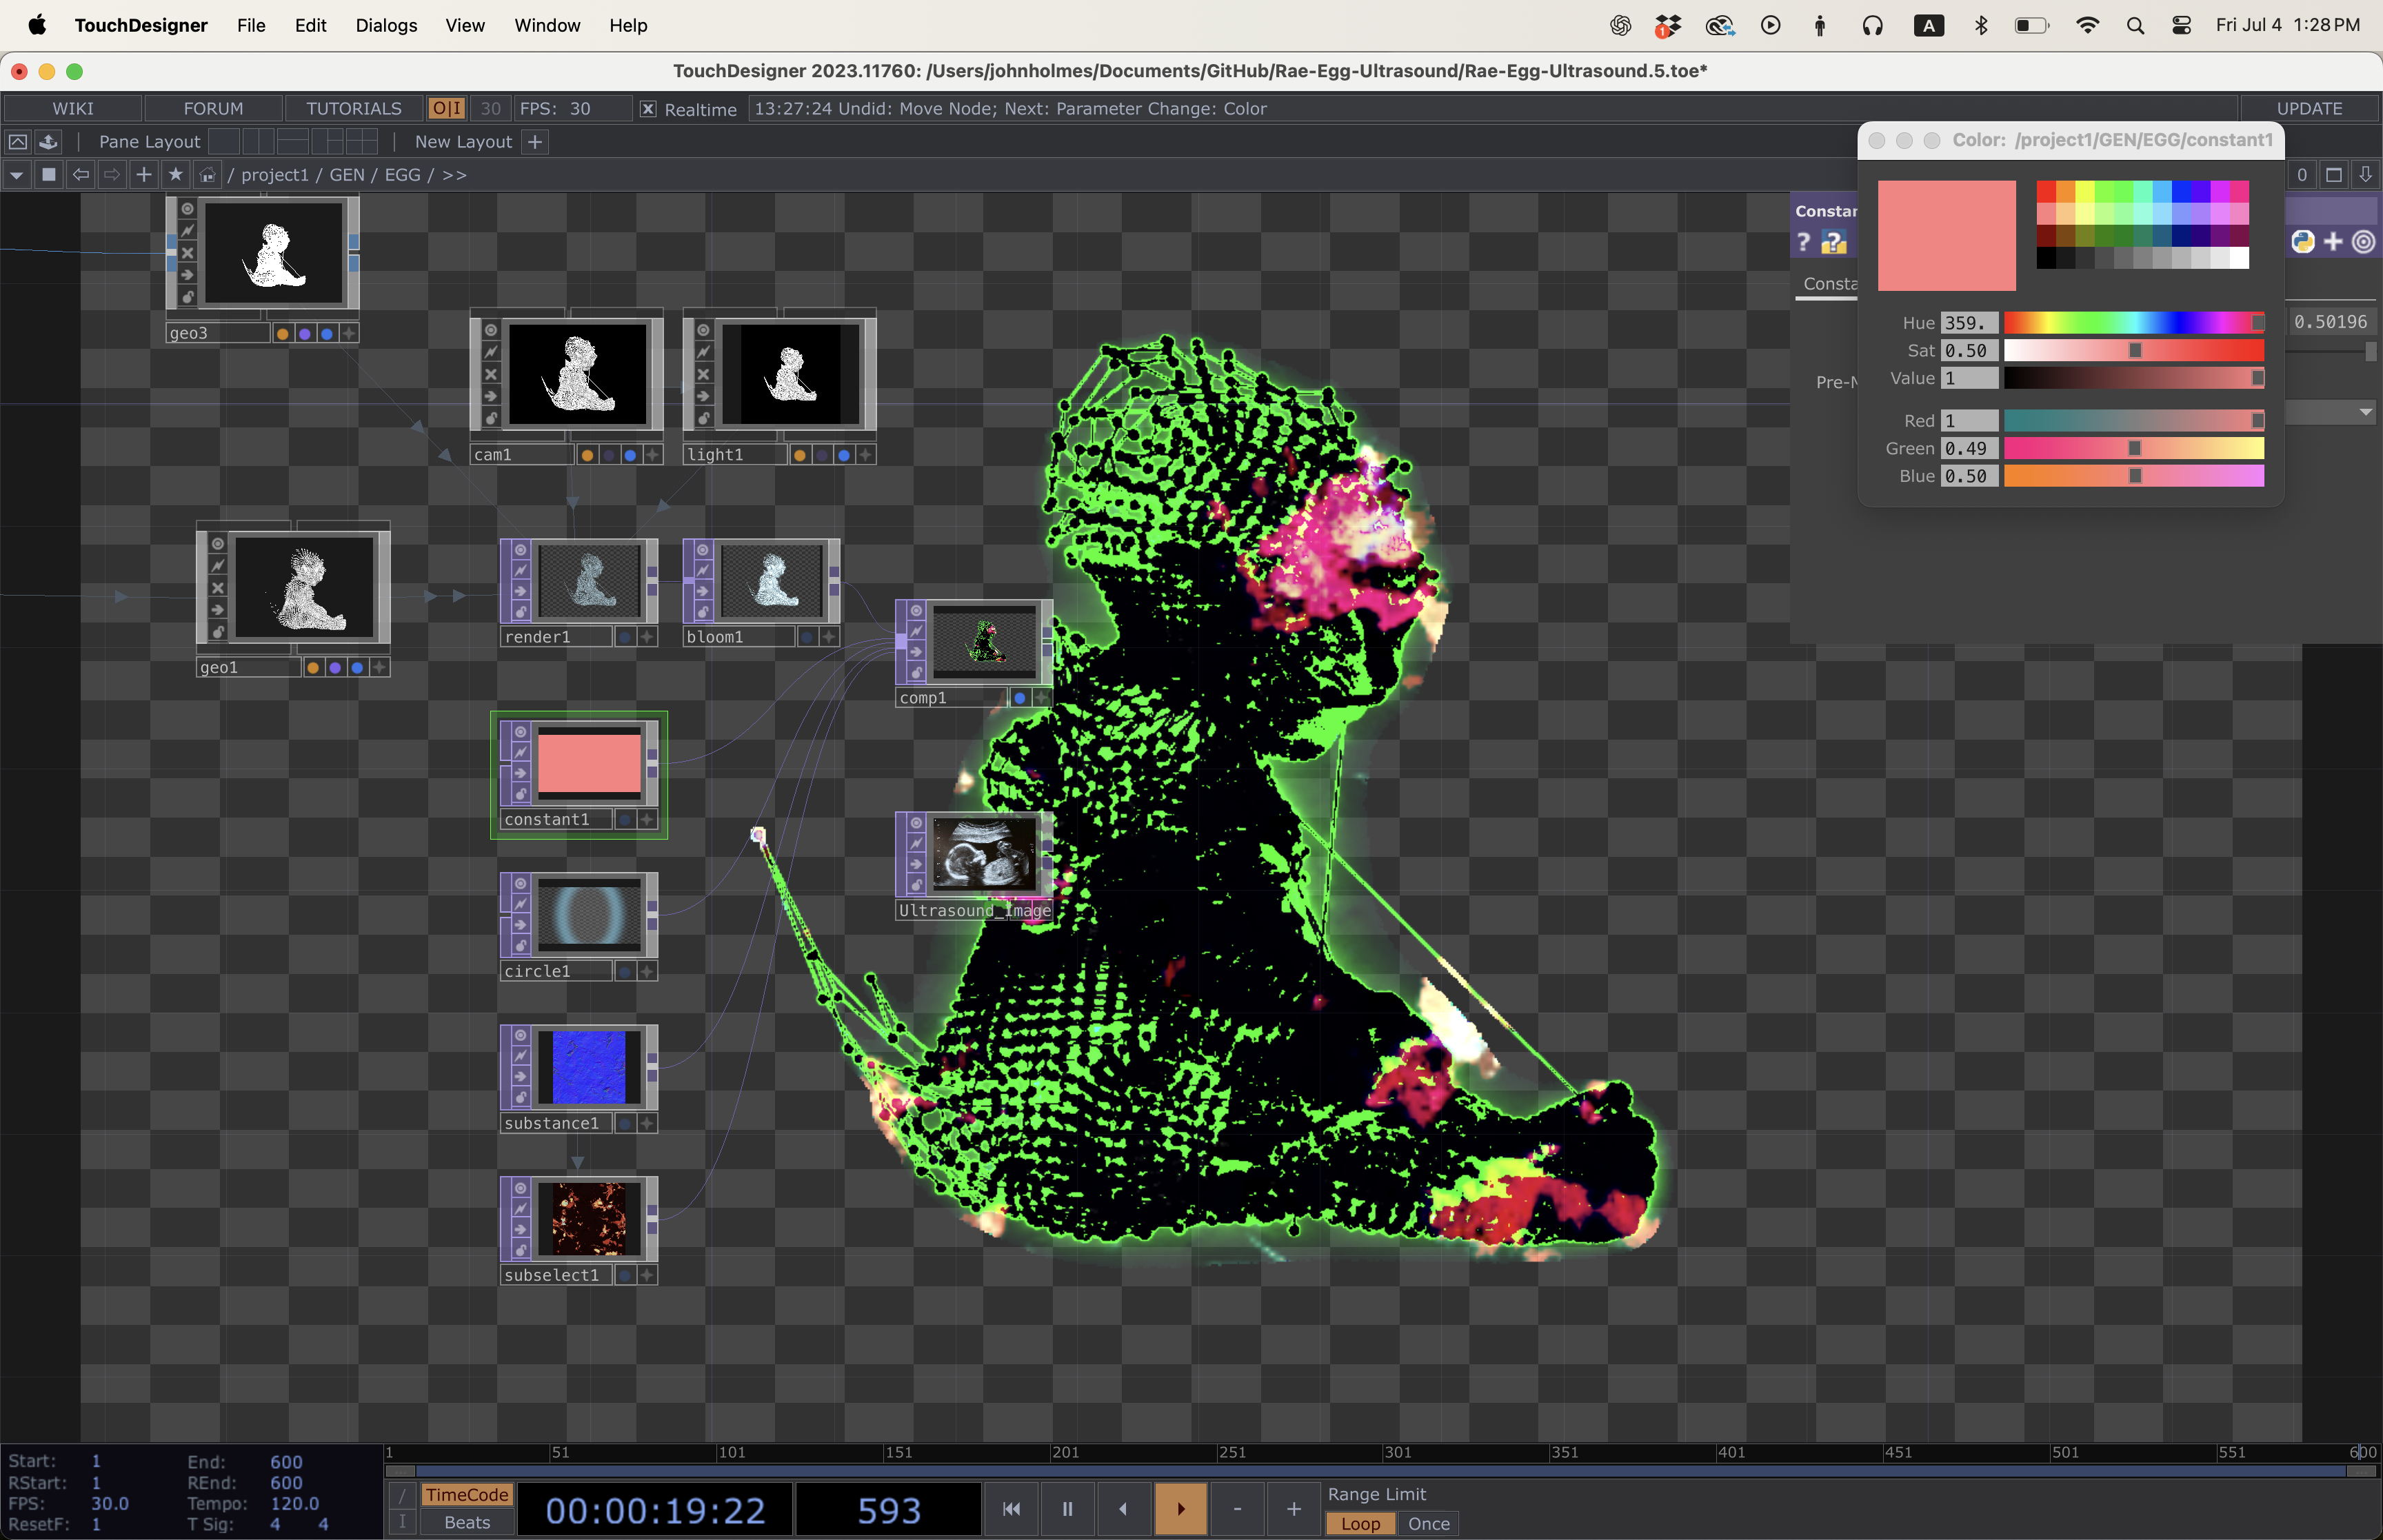 TouchDesigner File Edit Dialogs View Window Help 1 A Fri Jul 4 1:28 PM
TouchDesigner 2023.11760: /Users/johnholmes/Documents/GitHub/Rae-Egg-Ultrasound/Rae-Egg-Ultrasound.5.toe*
WIKI FORUM TUTORIALS O|I 30 FPS: 30 Realtime 13:27:24 Undid: Move Node; Next: Parameter Change: Color UPDATE
Pane Layout New Layout +
/ project1 / GEN / EGG / >>
Color: /project1/GEN/EGG/constant1
0
Constan
Consta
Hue 359.
0.50196
Sat 0.50
Value 1
Pre-M
Red 1
Green 0.49
Blue 0.50
geo3
cam1
light1
render1
bloom1
geo1
comp1
constant1
Ultrasound_Image
circle1
substance1
subselect1
1 51 101 151 201 251 301 351 401 451 501 551 600
Start: 1 End: 600
RStart: 1 REnd: 600
FPS: 30.0 Tempo: 120.0
ResetF: 1 T Sig: 4 4
/ TimeCode
I Beats
00:00:19:22 593
- +
Range Limit
Loop Once